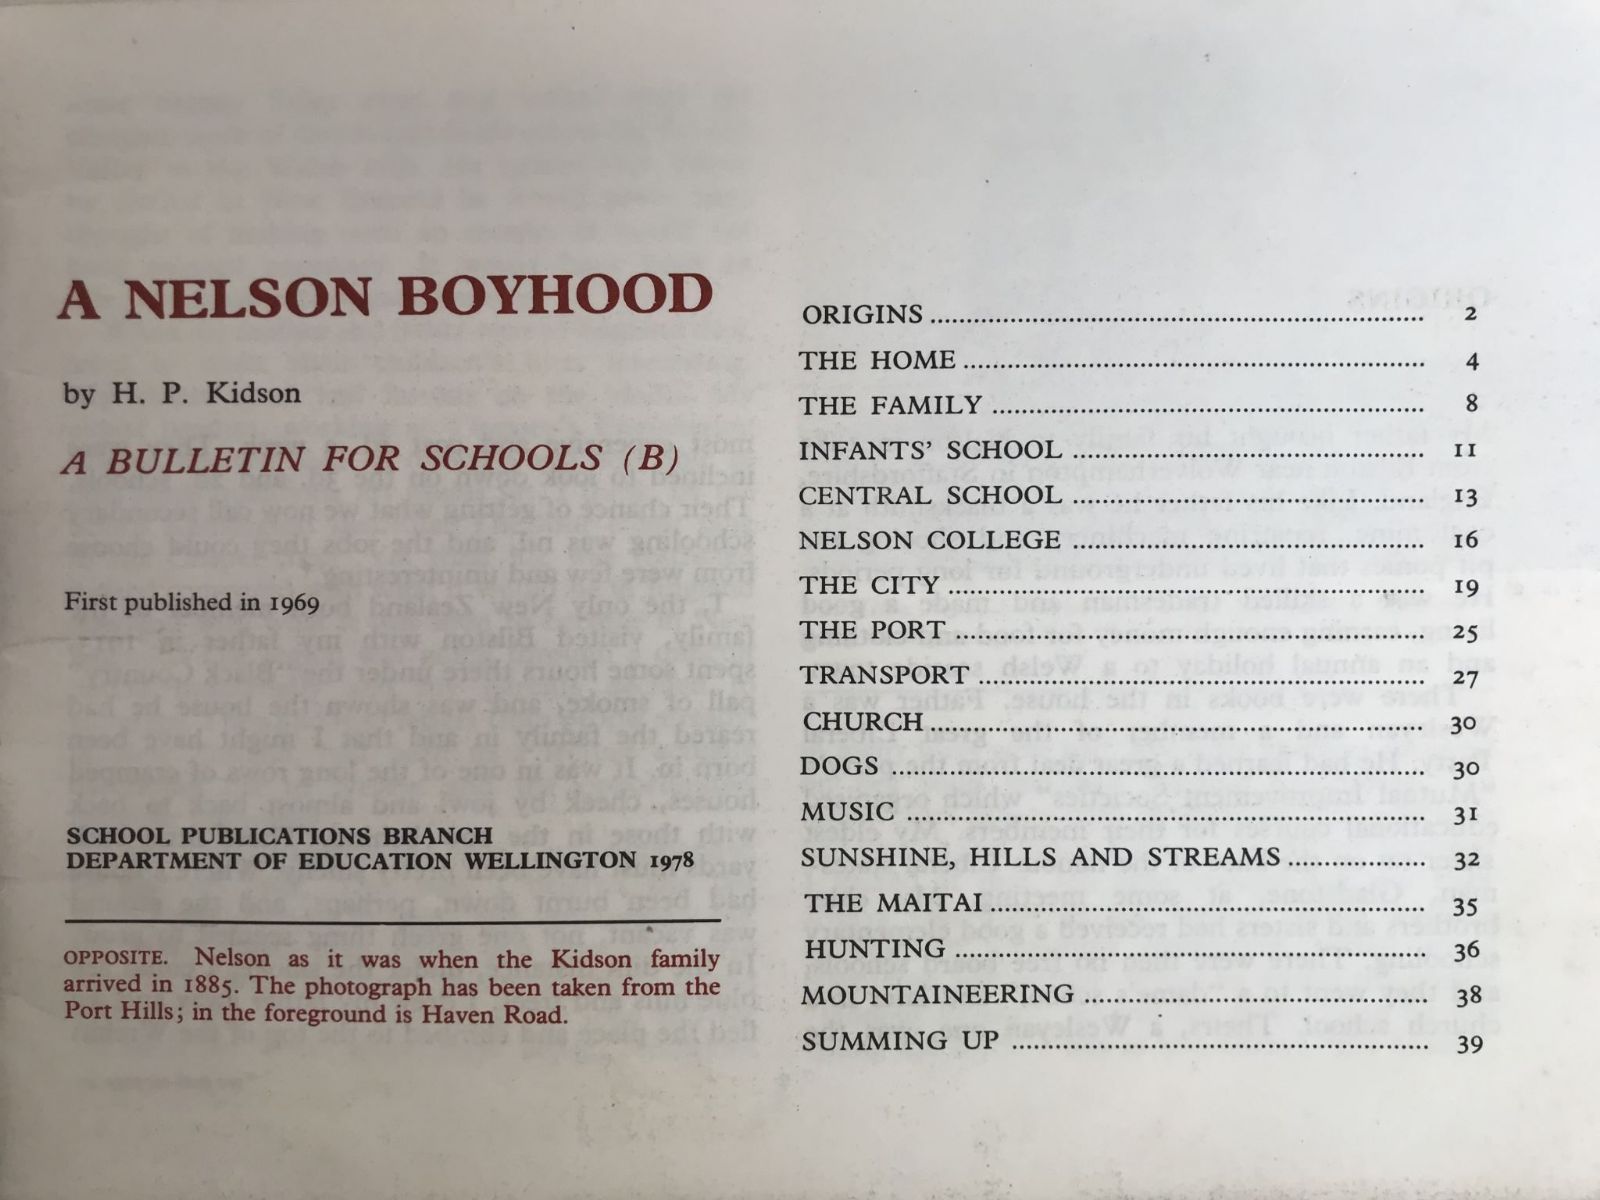 A NELSON BOYHOOD
by H. P. Kidson
A BULLETIN FOR SCHOOLS (B)
First published in 1969
SCHOOL PUBLICATIONS BRANCH
DEPARTMENT OF EDUCATION WELLINGTON 1978
OPPOSITE. Nelson as it was when the Kidson family
arrived in 1885. The photograph has been taken from the
Port Hills; in the foreground is Haven Road.
ORIGINS ........ 2
THE HOME ........ 4
THE FAMILY ........ 8
INFANTS' SCHOOL ........ 11
CENTRAL SCHOOL ........ 13
NELSON COLLEGE ........ 16
THE CITY ........ 19
THE PORT ........ 25
TRANSPORT ........ 27
CHURCH ........ 30
DOGS ........ 30
MUSIC ........ 31
SUNSHINE, HILLS AND STREAMS ........ 32
THE MAITAI ........ 35
HUNTING ........ 36
MOUNTAINEERING ........ 38
SUMMING UP ........ 39